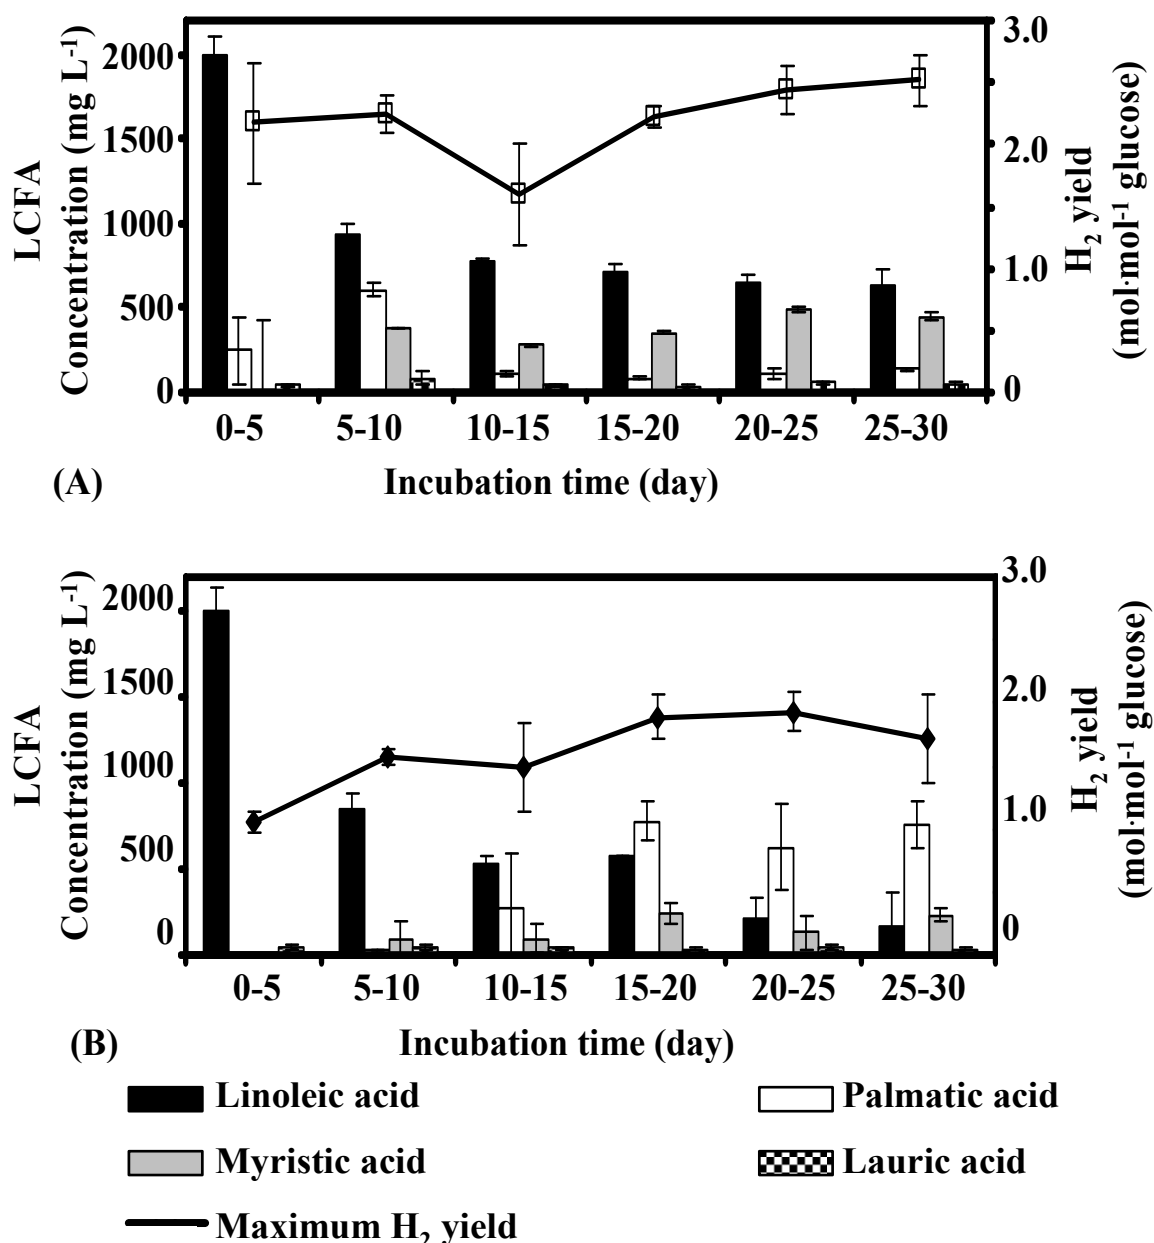 LCFA
Concentration (mg L⁻¹)
2000
1500
1000
500
0
3.0
2.0
1.0
0
H₂ yield
(mol·mol⁻¹ glucose)
0-5 5-10 10-15 15-20 20-25 25-30
(A) Incubation time (day)
LCFA
Concentration (mg L⁻¹)
2000
1500
1000
500
0
3.0
2.0
1.0
0
H₂ yield
(mol·mol⁻¹ glucose)
0-5 5-10 10-15 15-20 20-25 25-30
(B) Incubation time (day)
Linoleic acid Palmatic acid
Myristic acid Lauric acid
Maximum H₂ yield